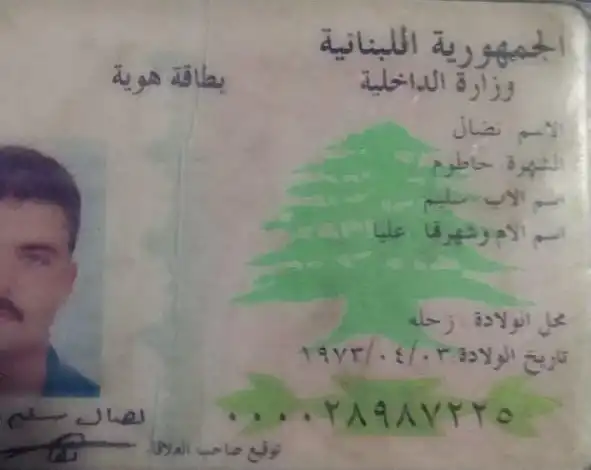 الجمهورية اللبنانية
وزارة الداخلية
بطاقة هوية
الاسم نضال
الشهرة حاطوم
اسم الاب سليم
اسم الام وشهرتها عليا
محل الولادة زحله
تاريخ الولادة ١٩٧٣/٠٤/٠٣
٠٠٠٠٢٨٩٨٧٢٢٥
نضال سليم
توقيع صاحب العلاقة